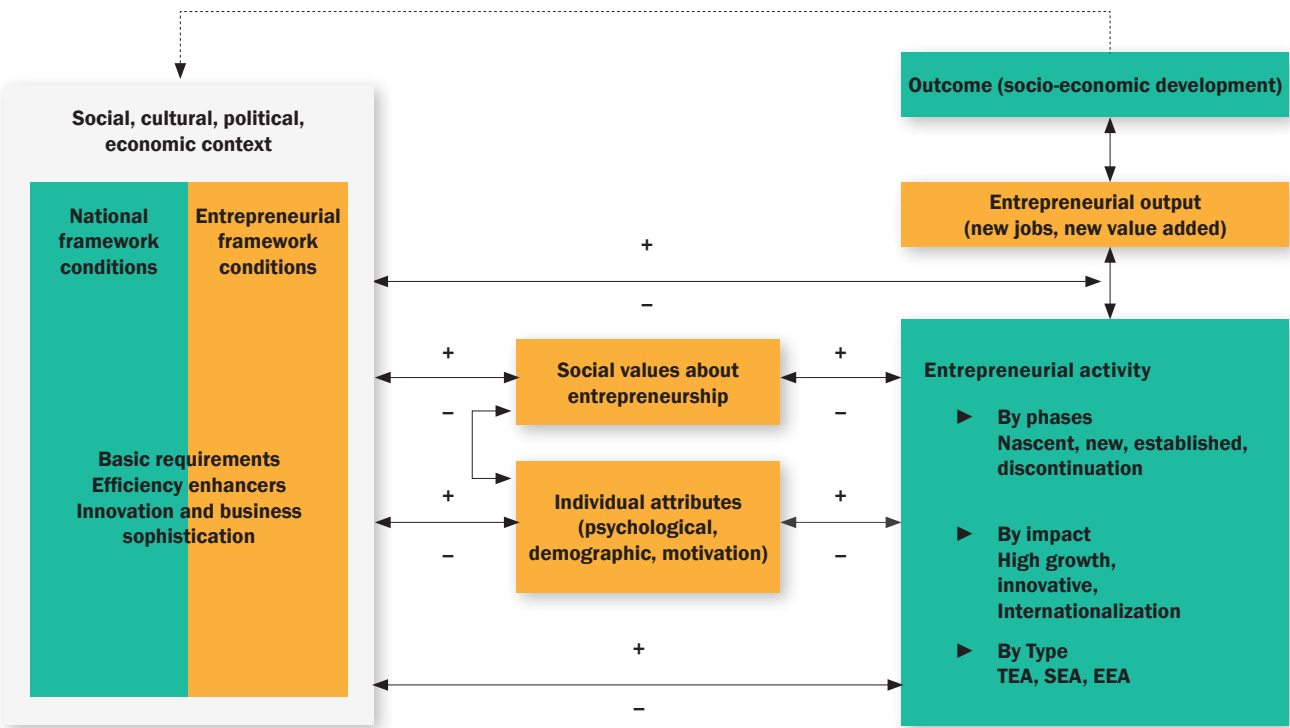 Social, cultural, political,
economic context
National
framework
conditions
Entrepreneurial
framework
conditions
Basic requirements
Efficiency enhancers
Innovation and business
sophistication
+
−
+
−
Social values about
entrepreneurship
+
−
+
−
Individual attributes
(psychological,
demographic, motivation)
+
−
+
−
Outcome (socio-economic development)
Entrepreneurial output
(new jobs, new value added)
Entrepreneurial activity
► By phases
Nascent, new, established,
discontinuation
► By impact
High growth,
innovative,
Internationalization
► By Type
TEA, SEA, EEA